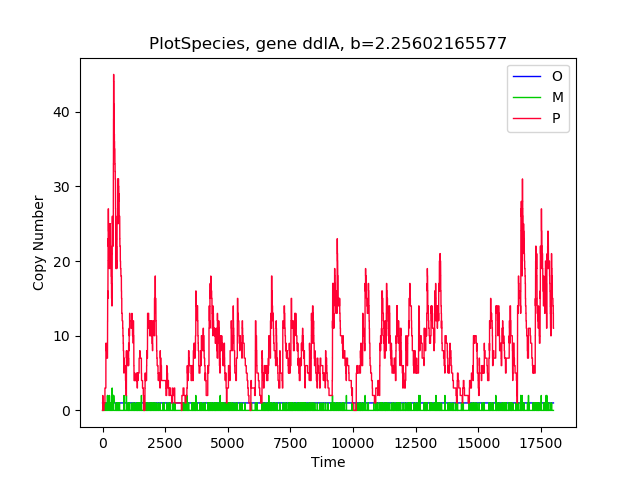 PlotSpecies, gene ddlA, b=2.25602165577
O
M
P
Copy Number
40
30
20
10
0
0 2500 5000 7500 10000 12500 15000 17500
Time